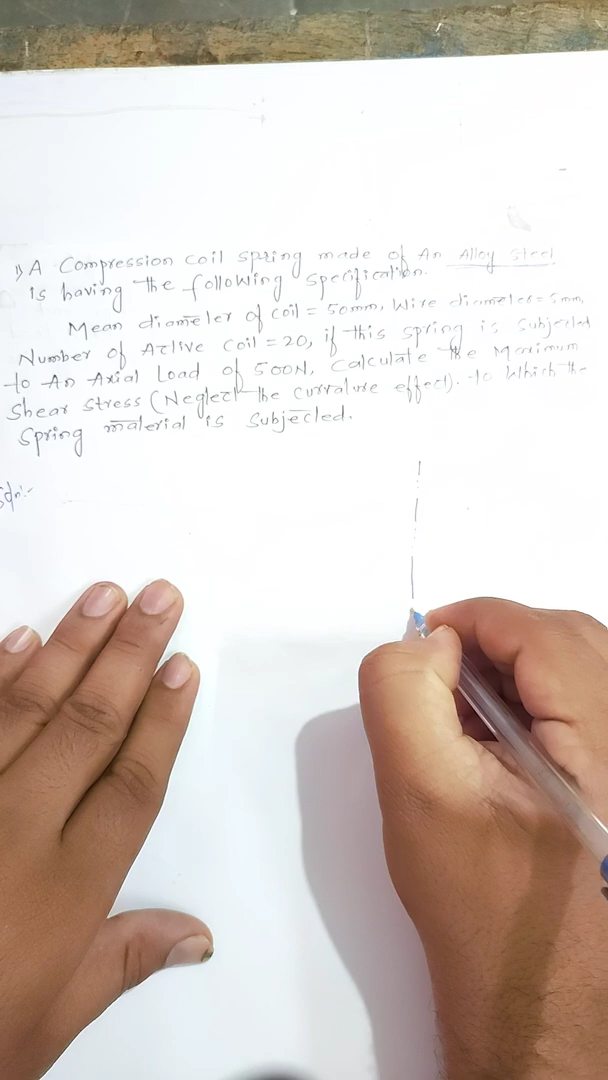 1) A Compression coil spring made of An Alloy Steel
is having the following specification.
Mean diameter of coil = 50mm, Wire diameter = 5mm,
Number of Active coil = 20, if this spring is subjected
to An Axial Load of 500N, calculate the Maximum
Shear stress (Neglect the curvature effect). to which the
Spring material is subjected.
Soln:-